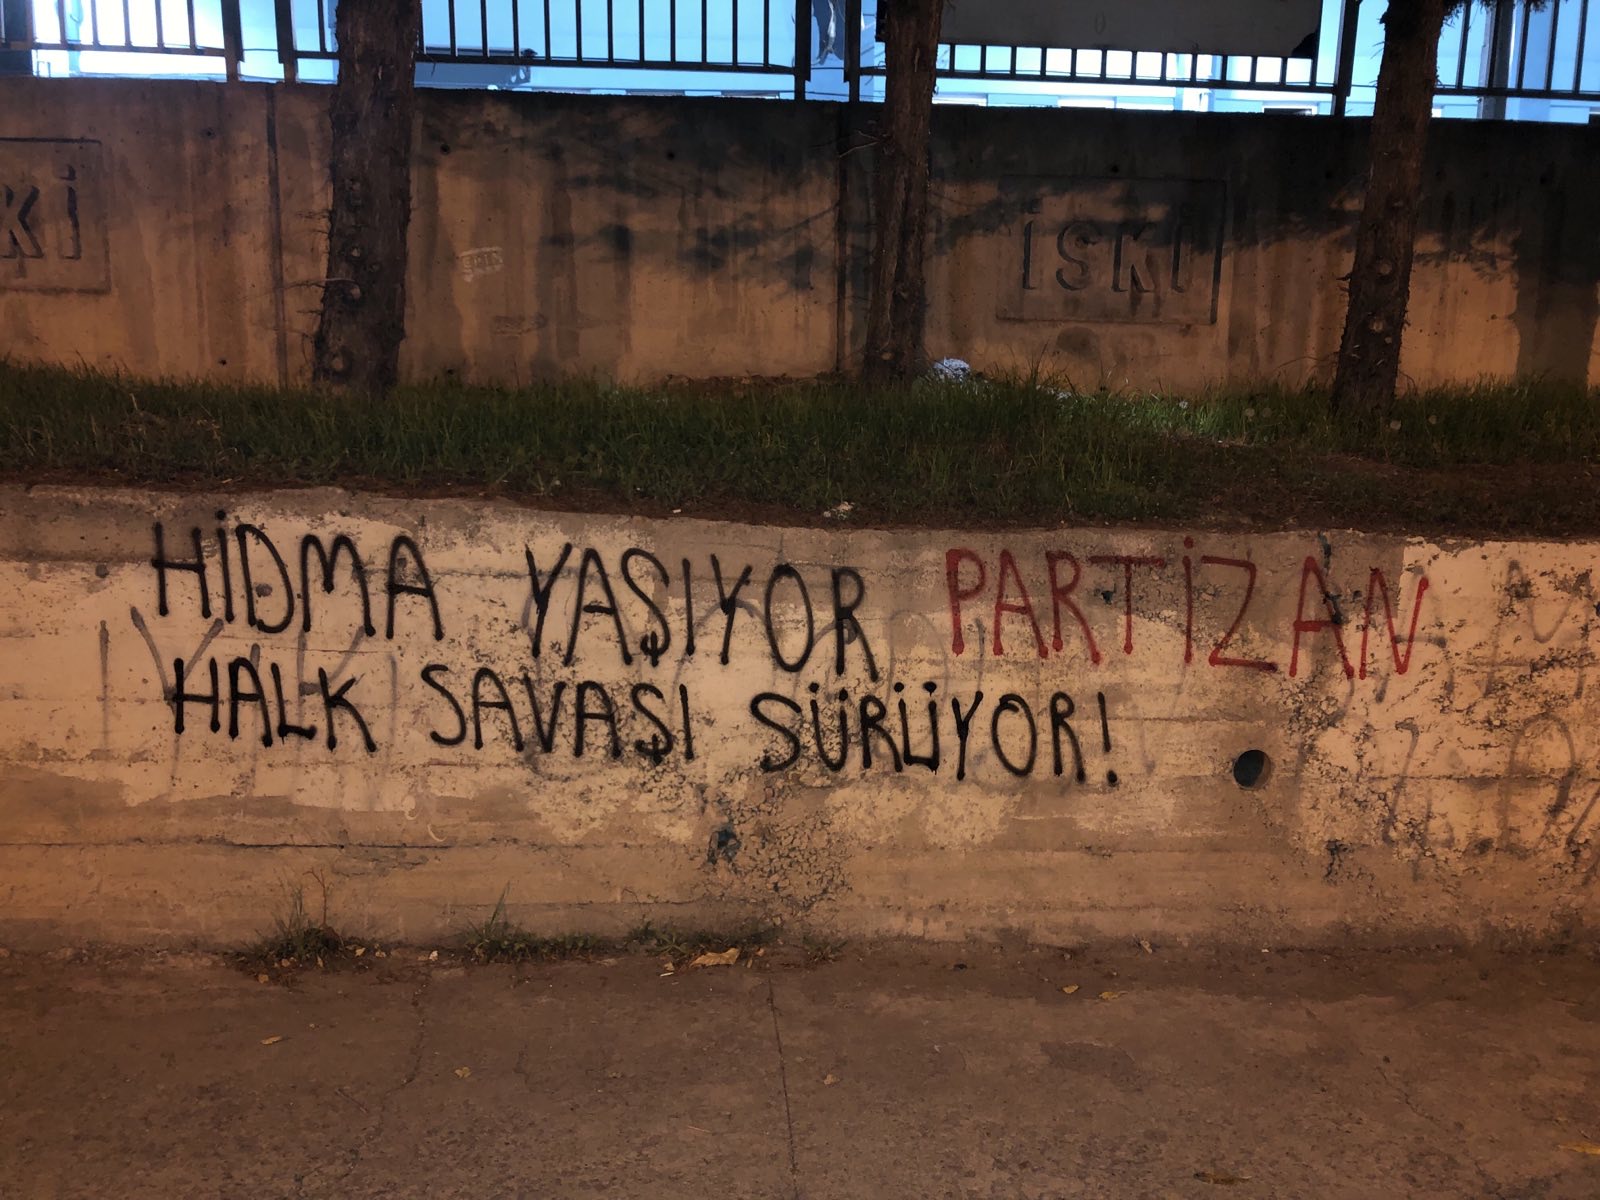 Kİ
İSKİ
HİDMA YAŞIYOR PARTİZAN
HALK SAVAŞI SÜRÜYOR!